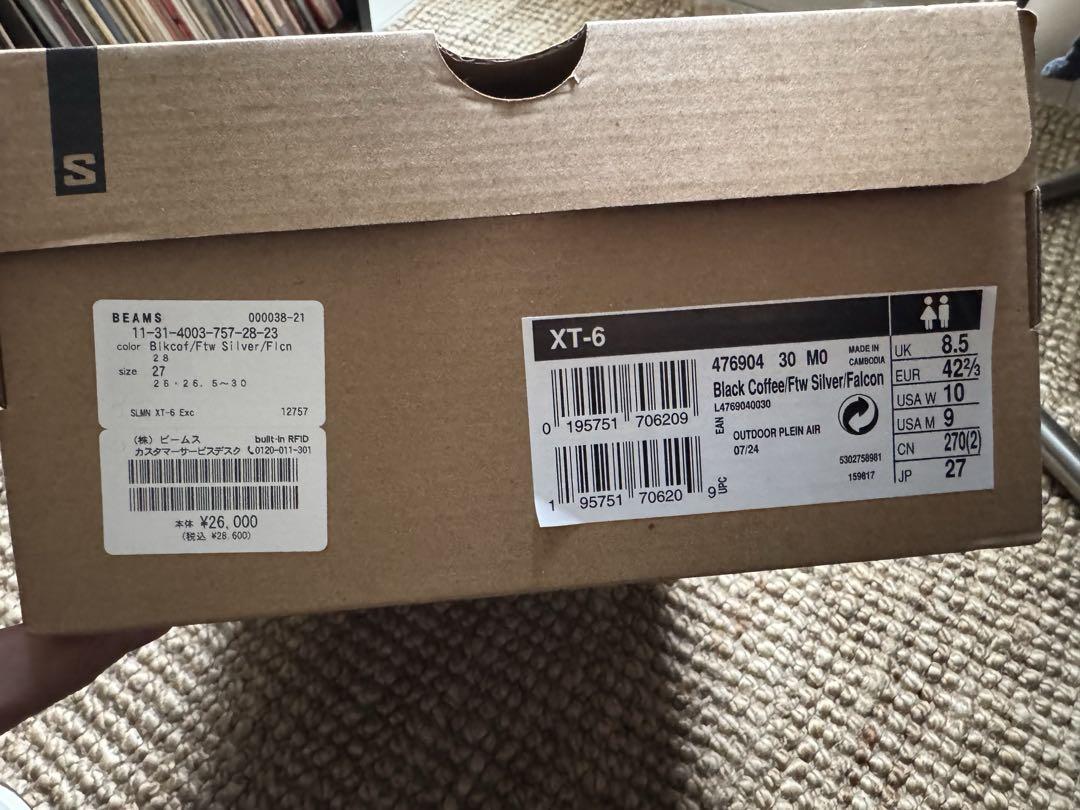 S
BEAMS 000038-21
11-31-4003-757-28-23
color Blkcof/Ftw Silver/Flcn
28
size 27
26・26.5〜30
SLMN XT-6 Exc 12757
(株)ビームス built-in RFID
カスタマーサービスデスク 0120-011-301
本体 ¥26,000
(税込 ¥28,600)
XT-6
476904 30 M0
MADE IN
CAMBODIA
Black Coffee/Ftw Silver/Falcon
L4769040030
0 195751 706209
EAN
OUTDOOR PLEIN AIR
07/24
5302758981
159817
1 95751 70620 9
UPC
UK 8.5
EUR 42 2/3
USA W 10
USA M 9
CN 270(2)
JP 27